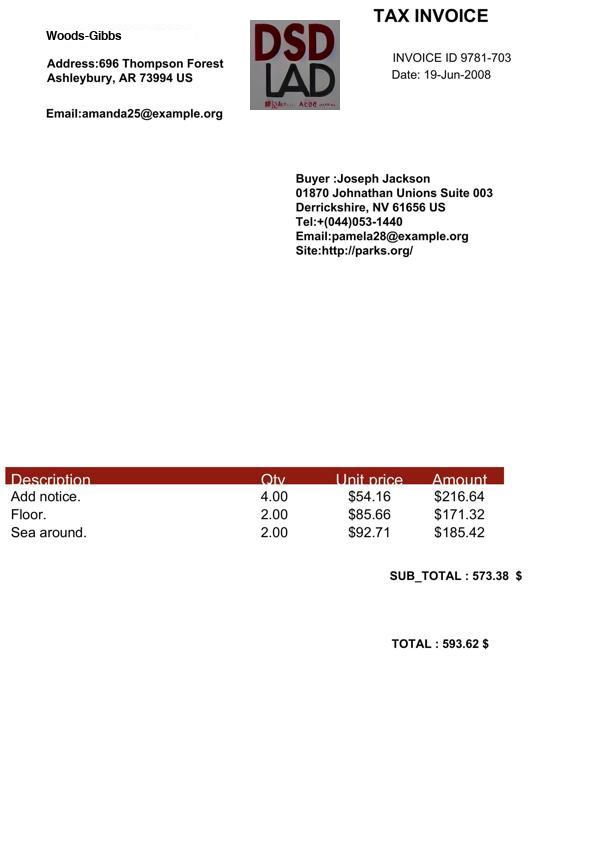 TAX INVOICE
Woods-Gibbs
INVOICE ID 9781-703
Address:696 Thompson Forest
Ashleybury, AR 73994 US
Date: 19-Jun-2008
Email:amanda25@example.org
DSD
LAD
Buyer :Joseph Jackson
01870 Johnathan Unions Suite 003
Derrickshire, NV 61656 US
Tel:+(044)053-1440
Email:pamela28@example.org
Site:http://parks.org/
Description Qty Unit price Amount
Add notice. 4.00 $54.16 $216.64
Floor. 2.00 $85.66 $171.32
Sea around. 2.00 $92.71 $185.42
SUB_TOTAL : 573.38 $
TOTAL : 593.62 $